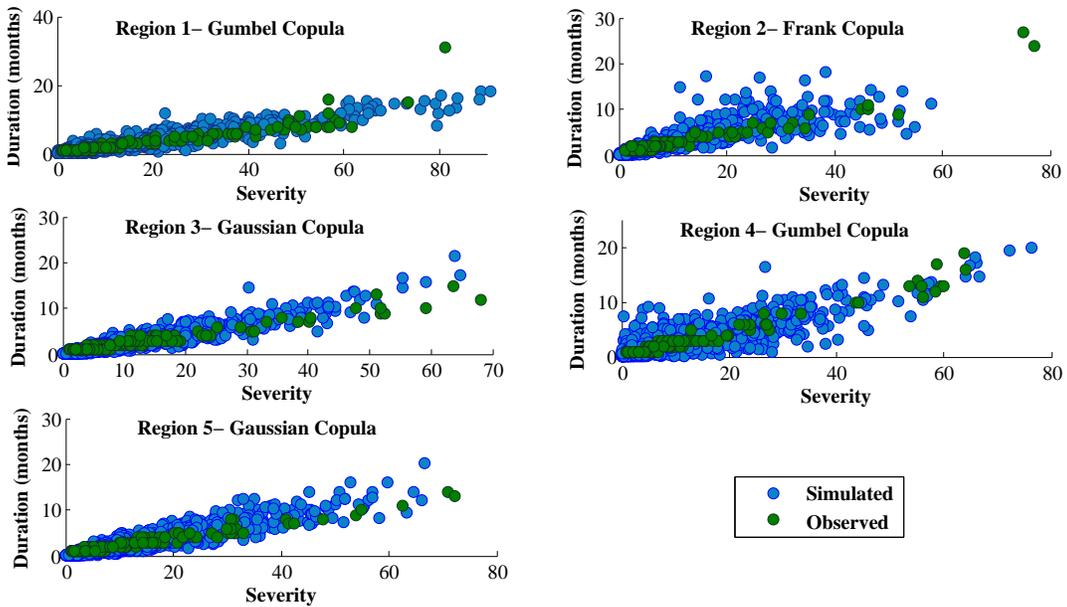 Region 1– Gumbel Copula
40
20
0
Duration (months)
0 20 40 60 80
Severity
Region 2– Frank Copula
30
20
10
0
Duration (months)
0 20 40 60 80
Severity
Region 3– Gaussian Copula
30
20
10
0
Duration (months)
0 10 20 30 40 50 60 70
Severity
Region 4– Gumbel Copula
20
10
0
Duration (months)
0 20 40 60 80
Severity
Region 5– Gaussian Copula
30
20
10
0
Duration (months)
0 20 40 60 80
Severity
Simulated
Observed